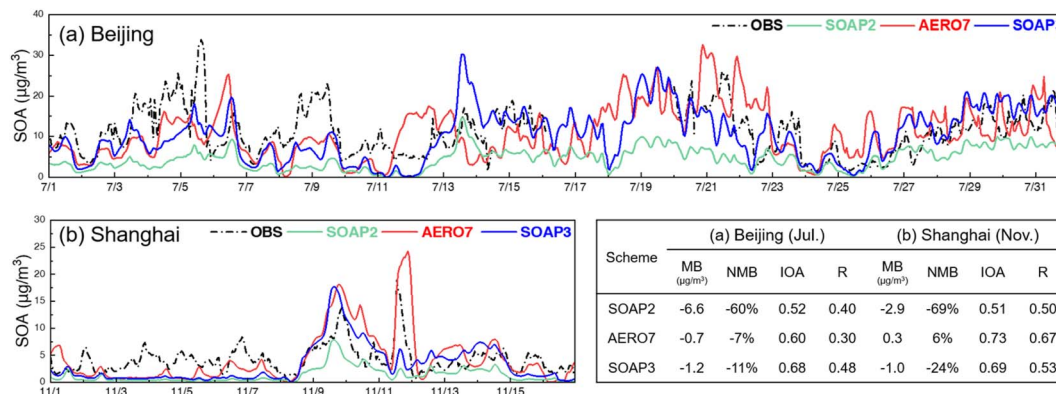 (a) Beijing
OBS SOAP2 AERO7 SOAP
SOA (μg/m³)
40
30
20
10
0
7/1 7/3 7/5 7/7 7/9 7/11 7/13 7/15 7/17 7/19 7/21 7/23 7/25 7/27 7/29 7/31
(b) Shanghai
OBS SOAP2 AERO7 SOAP3
SOA (μg/m³)
30
25
20
15
10
5
0
11/1 11/3 11/5 11/7 11/9 11/11 11/13 11/15
Scheme (a) Beijing (Jul.) (b) Shanghai (Nov.)
MB (μg/m³) NMB IOA R MB (μg/m³) NMB IOA R
SOAP2 -6.6 -60% 0.52 0.40 -2.9 -69% 0.51 0.50
AERO7 -0.7 -7% 0.60 0.30 0.3 6% 0.73 0.67
SOAP3 -1.2 -11% 0.68 0.48 -1.0 -24% 0.69 0.53